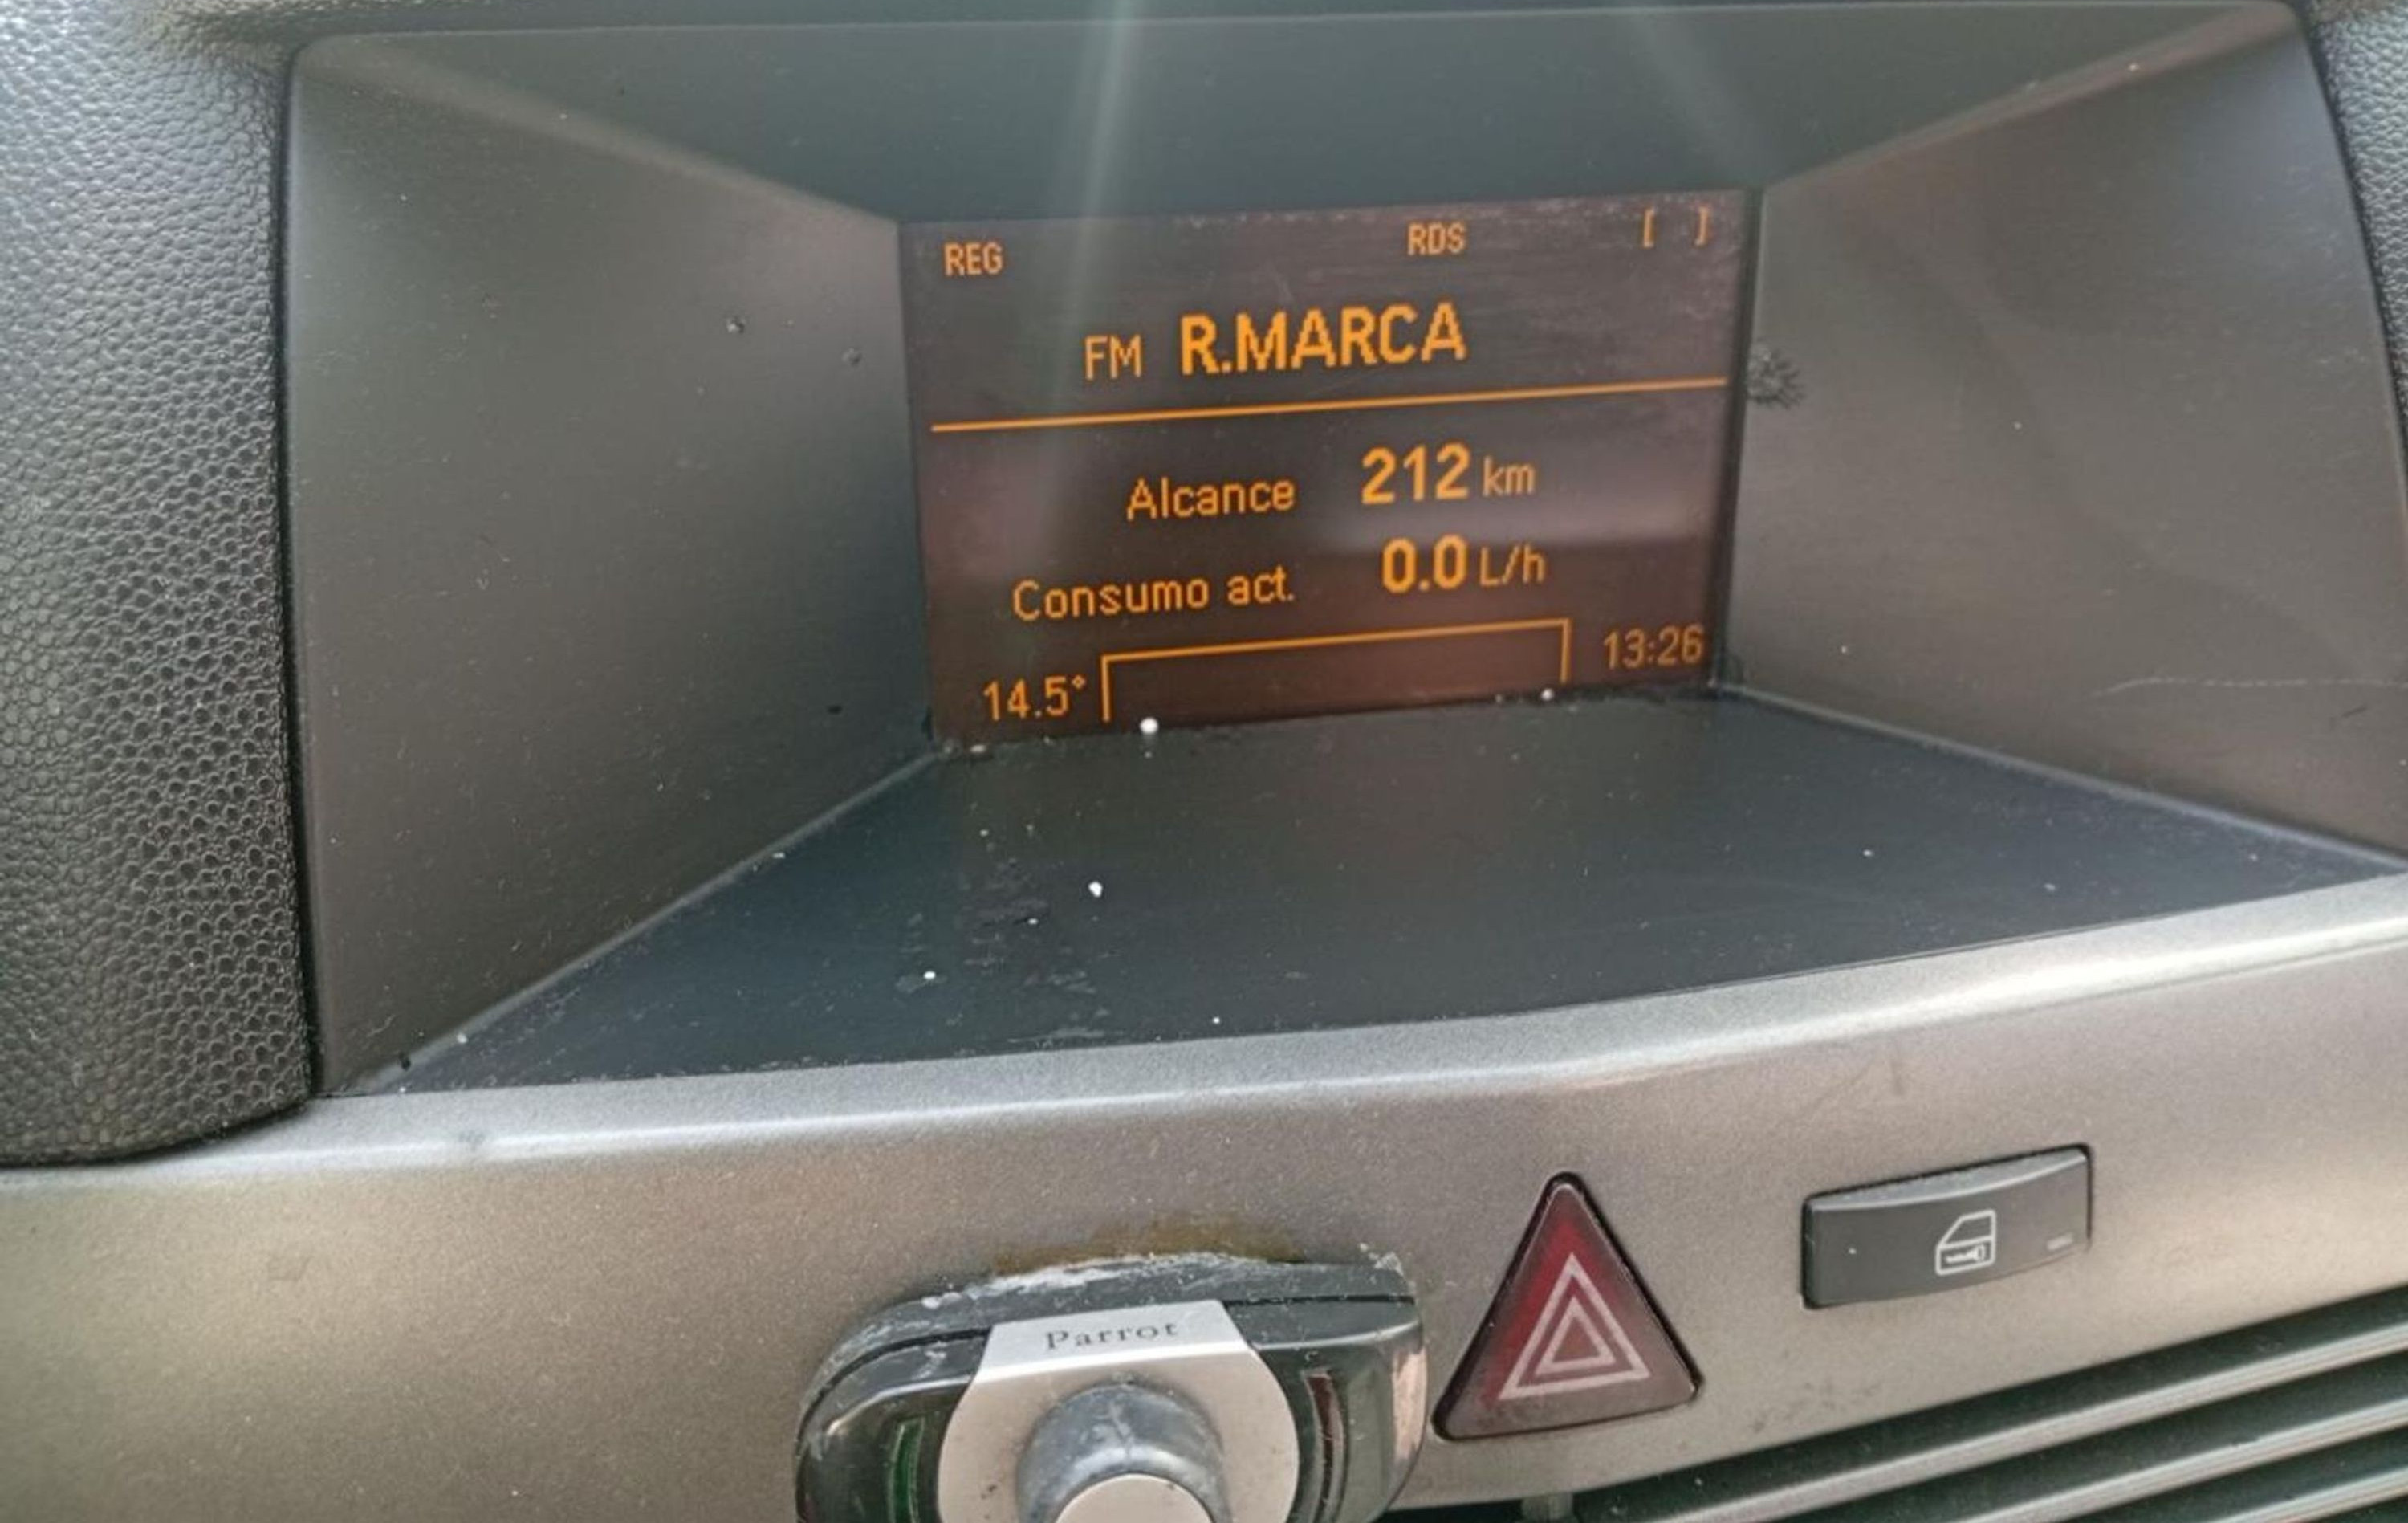 REG RDS [ ]
FM R.MARCA
Alcance 212 km
Consumo act. 0.0 L/h
14.5° 13:26
Parrot